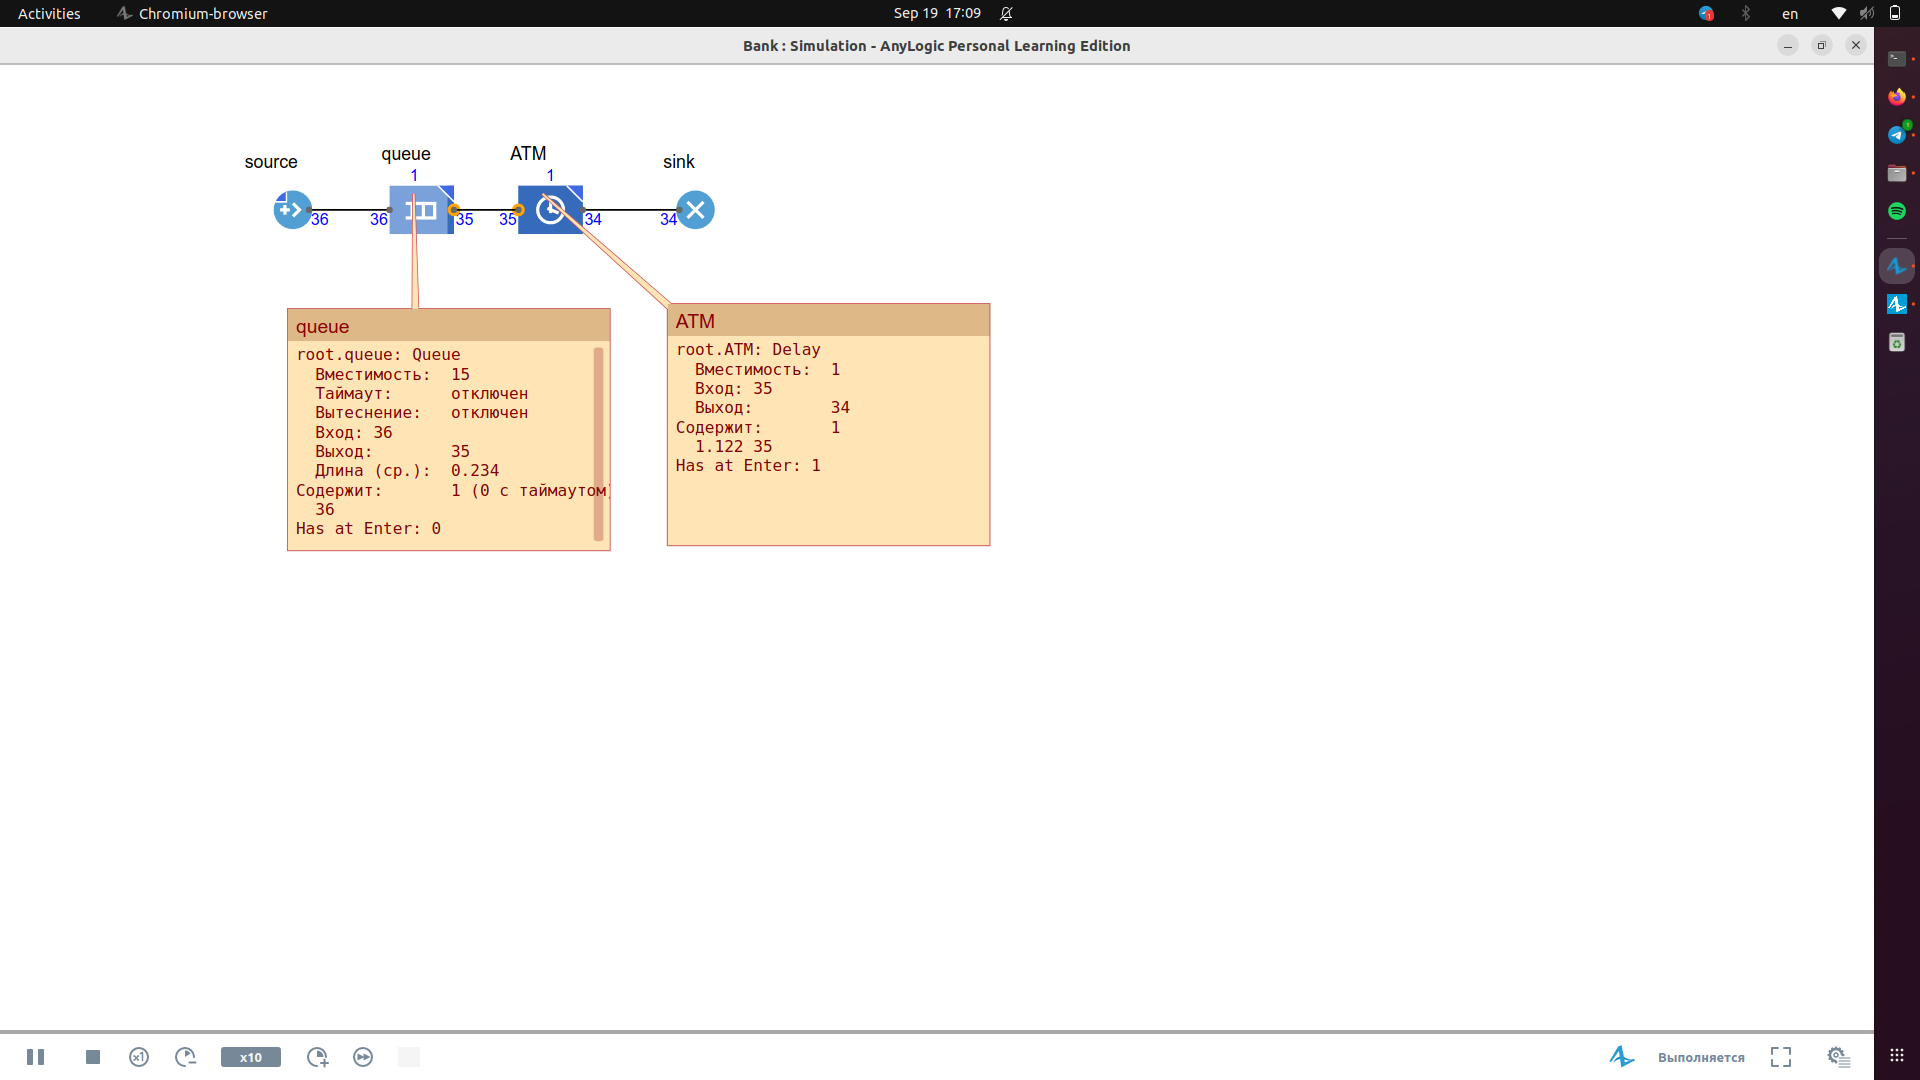 Activities Chromium-browser Sep 19 17:09 en
Bank : Simulation - AnyLogic Personal Learning Edition
source queue ATM sink
1 1
36 36 35 35 34 34
queue
root.queue: Queue
Вместимость: 15
Таймаут: отключен
Вытеснение: отключен
Вход: 36
Выход: 35
Длина (ср.): 0.234
Содержит: 1 (0 с таймаутом)
36
Has at Enter: 0
ATM
root.ATM: Delay
Вместимость: 1
Вход: 35
Выход: 34
Содержит: 1
1.122 35
Has at Enter: 1
x1 x10 Выполняется